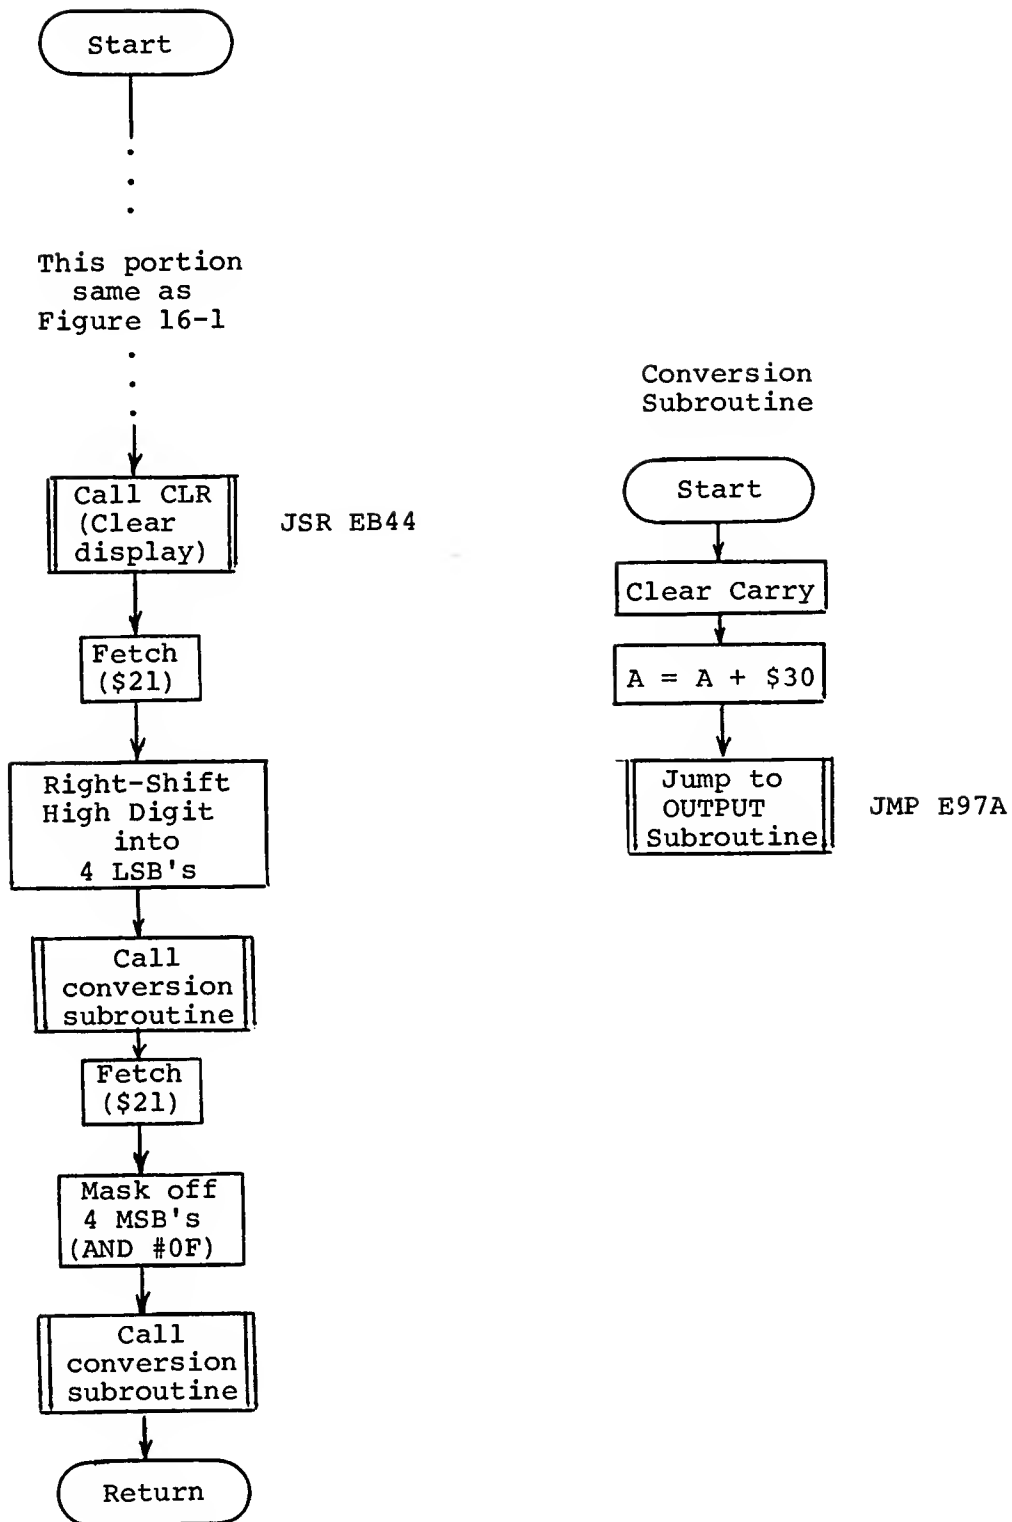 Start
This portion
same as
Figure 16-1
Call CLR
(Clear
display)
JSR EB44
Fetch
($21)
Right-Shift
High Digit
into
4 LSB's
Call
conversion
subroutine
Fetch
($21)
Mask off
4 MSB's
(AND #0F)
Call
conversion
subroutine
Return
Conversion
Subroutine
Start
Clear Carry
A = A + $30
Jump to
OUTPUT
Subroutine
JMP E97A